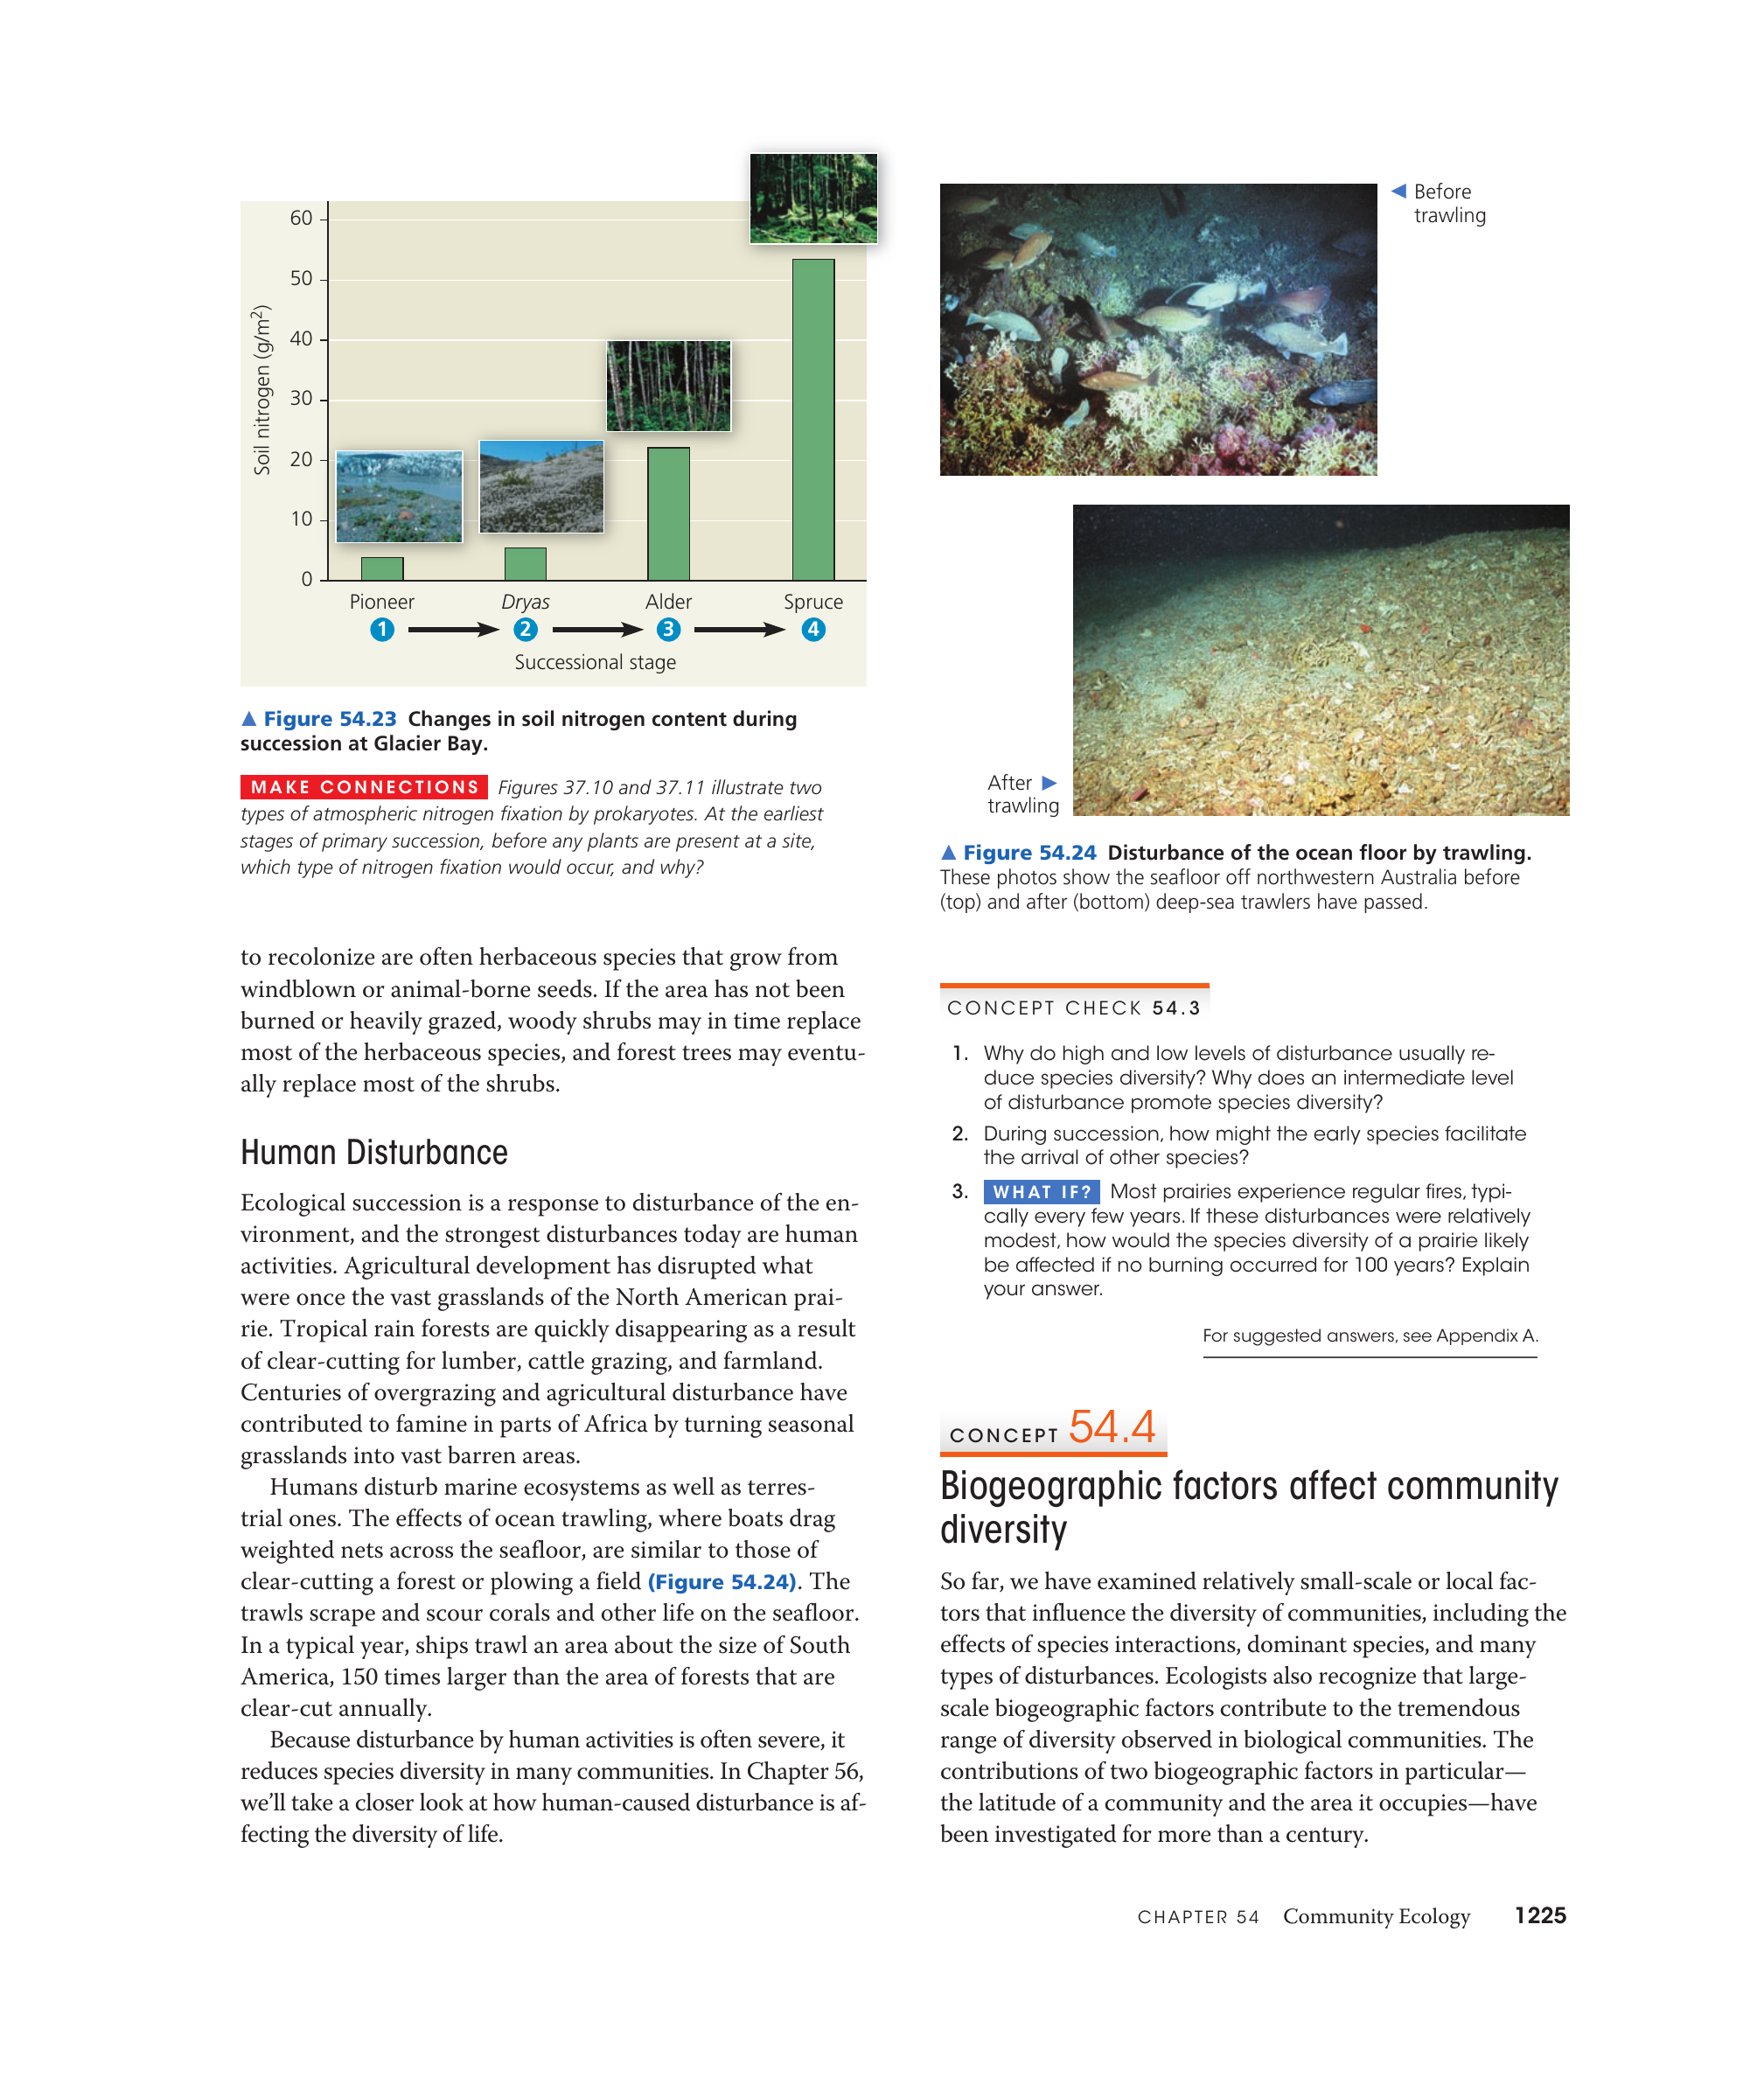 60
50
40
30
20
10
0
Soil nitrogen (g/m²)
Pioneer
Dryas
Alder
Spruce
1
2
3
4
Successional stage
▲ Figure 54.23 Changes in soil nitrogen content during
succession at Glacier Bay.
MAKE CONNECTIONS Figures 37.10 and 37.11 illustrate two
types of atmospheric nitrogen fixation by prokaryotes. At the earliest
stages of primary succession, before any plants are present at a site,
which type of nitrogen fixation would occur, and why?
to recolonize are often herbaceous species that grow from
windblown or animal-borne seeds. If the area has not been
burned or heavily grazed, woody shrubs may in time replace
most of the herbaceous species, and forest trees may eventu-
ally replace most of the shrubs.
Human Disturbance
Ecological succession is a response to disturbance of the en-
vironment, and the strongest disturbances today are human
activities. Agricultural development has disrupted what
were once the vast grasslands of the North American prai-
rie. Tropical rain forests are quickly disappearing as a result
of clear-cutting for lumber, cattle grazing, and farmland.
Centuries of overgrazing and agricultural disturbance have
contributed to famine in parts of Africa by turning seasonal
grasslands into vast barren areas.
Humans disturb marine ecosystems as well as terres-
trial ones. The effects of ocean trawling, where boats drag
weighted nets across the seafloor, are similar to those of
clear-cutting a forest or plowing a field (Figure 54.24). The
trawls scrape and scour corals and other life on the seafloor.
In a typical year, ships trawl an area about the size of South
America, 150 times larger than the area of forests that are
clear-cut annually.
Because disturbance by human activities is often severe, it
reduces species diversity in many communities. In Chapter 56,
we'll take a closer look at how human-caused disturbance is af-
fecting the diversity of life.
◀ Before
trawling
After ▶
trawling
▲ Figure 54.24 Disturbance of the ocean floor by trawling.
These photos show the seafloor off northwestern Australia before
(top) and after (bottom) deep-sea trawlers have passed.
CONCEPT CHECK 54.3
1. Why do high and low levels of disturbance usually re-
duce species diversity? Why does an intermediate level
of disturbance promote species diversity?
2. During succession, how might the early species facilitate
the arrival of other species?
3. WHAT IF? Most prairies experience regular fires, typi-
cally every few years. If these disturbances were relatively
modest, how would the species diversity of a prairie likely
be affected if no burning occurred for 100 years? Explain
your answer.
For suggested answers, see Appendix A.
CONCEPT 54.4
Biogeographic factors affect community
diversity
So far, we have examined relatively small-scale or local fac-
tors that influence the diversity of communities, including the
effects of species interactions, dominant species, and many
types of disturbances. Ecologists also recognize that large-
scale biogeographic factors contribute to the tremendous
range of diversity observed in biological communities. The
contributions of two biogeographic factors in particular—
the latitude of a community and the area it occupies—have
been investigated for more than a century.
CHAPTER 54 Community Ecology 1225